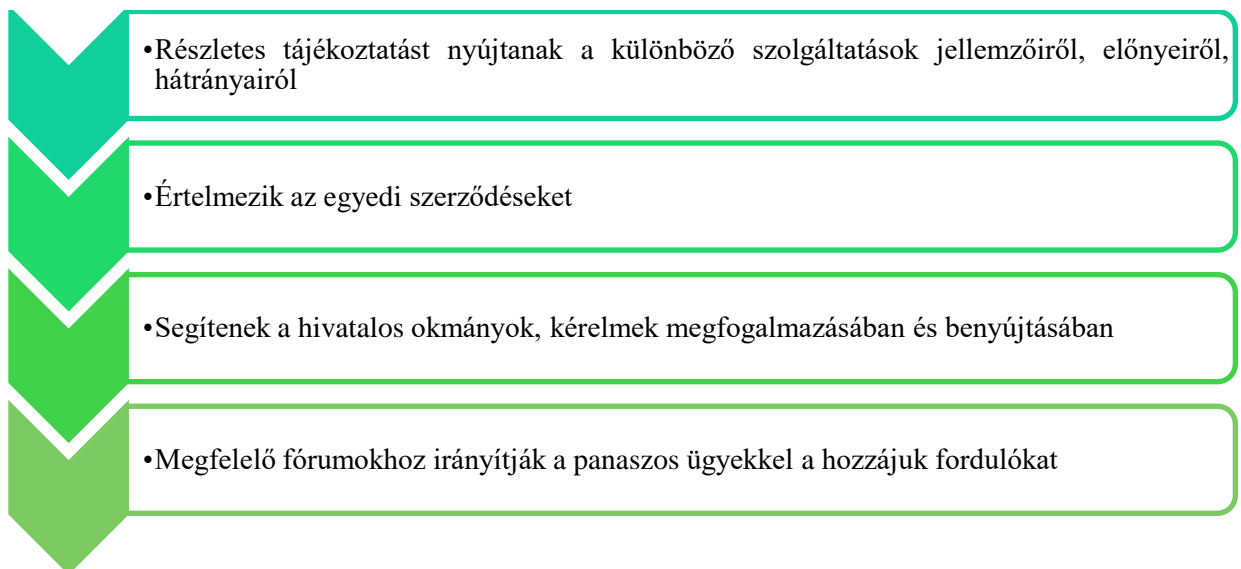 •Részletes tájékoztatást nyújtanak a különböző szolgáltatások jellemzőiről, előnyeiről,
hátrányairól
•Értelmezik az egyedi szerződéseket
•Segítenek a hivatalos okmányok, kérelmek megfogalmazásában és benyújtásában
•Megfelelő fórumokhoz irányítják a panaszos ügyekkel a hozzájuk fordulókat